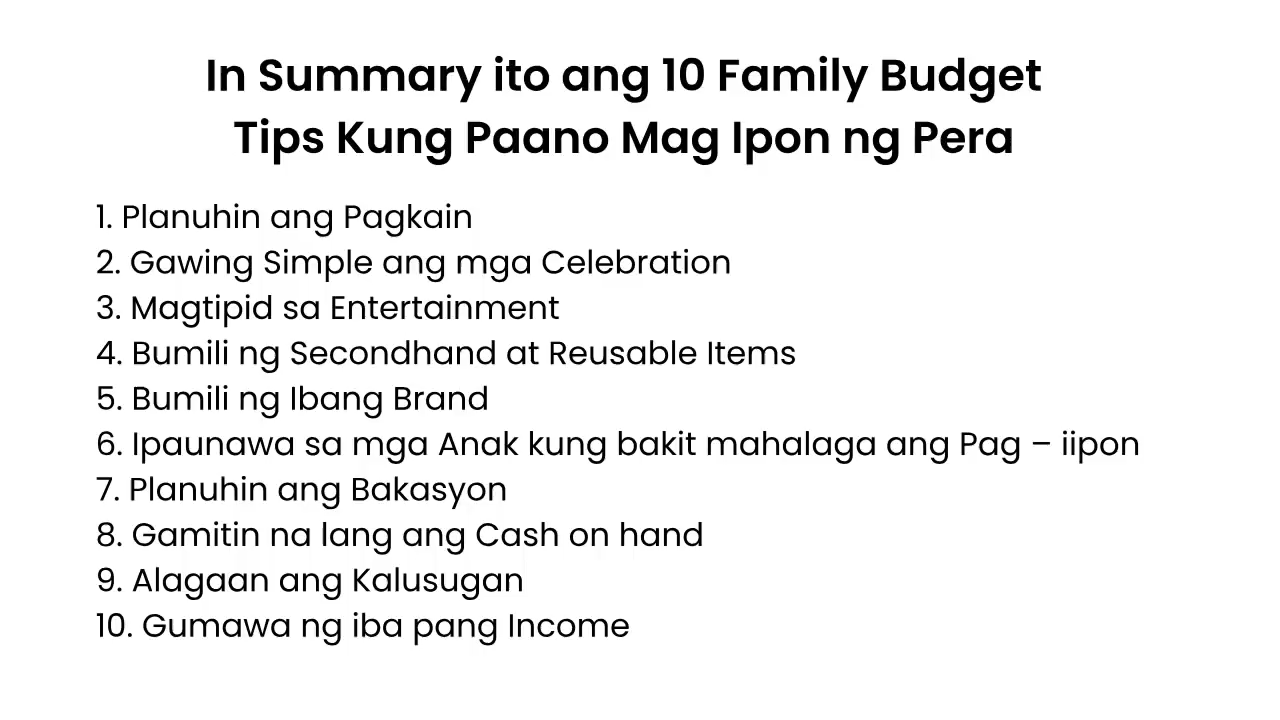 In Summary ito ang 10 Family Budget
Tips Kung Paano Mag Ipon ng Pera
1. Planuhin ang Pagkain
2. Gawing Simple ang mga Celebration
3. Magtipid sa Entertainment
4. Bumili ng Secondhand at Reusable Items
5. Bumili ng Ibang Brand
6. Ipaunawa sa mga Anak kung bakit mahalaga ang Pag – iipon
7. Planuhin ang Bakasyon
8. Gamitin na lang ang Cash on hand
9. Alagaan ang Kalusugan
10. Gumawa ng iba pang Income